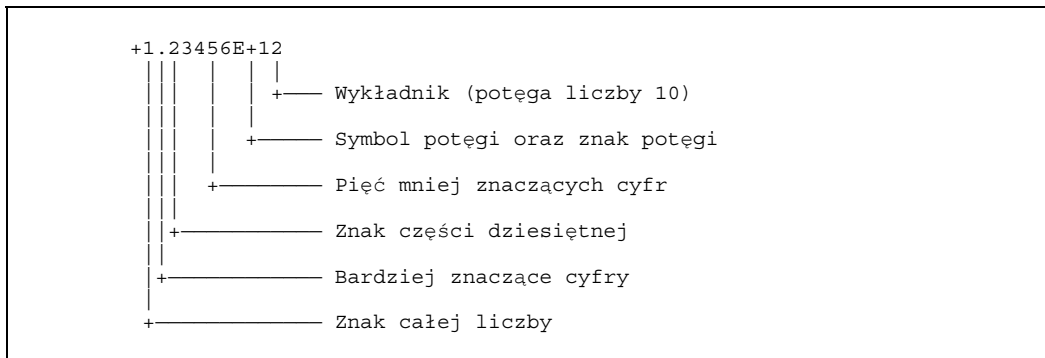 +1.23456E+12
Wykładnik (potęga liczby 10)
Symbol potęgi oraz znak potęgi
Pięć mniej znaczących cyfr
Znak części dziesiętnej
Bardziej znaczące cyfry
Znak całej liczby